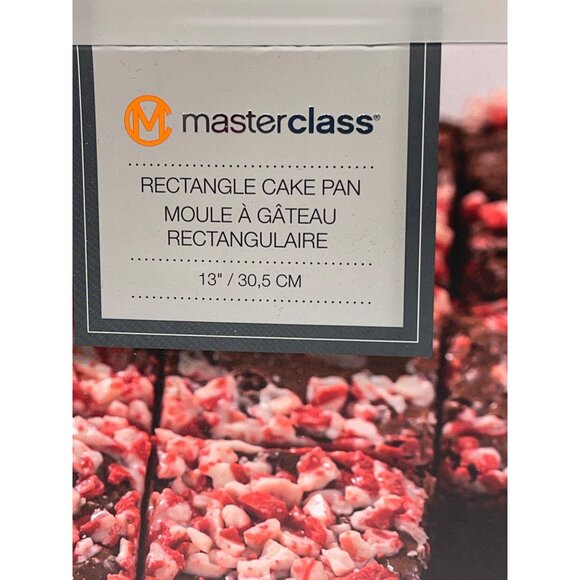 masterclass®
RECTANGLE CAKE PAN
MOULE À GÂTEAU
RECTANGULAIRE
13" / 30,5 CM